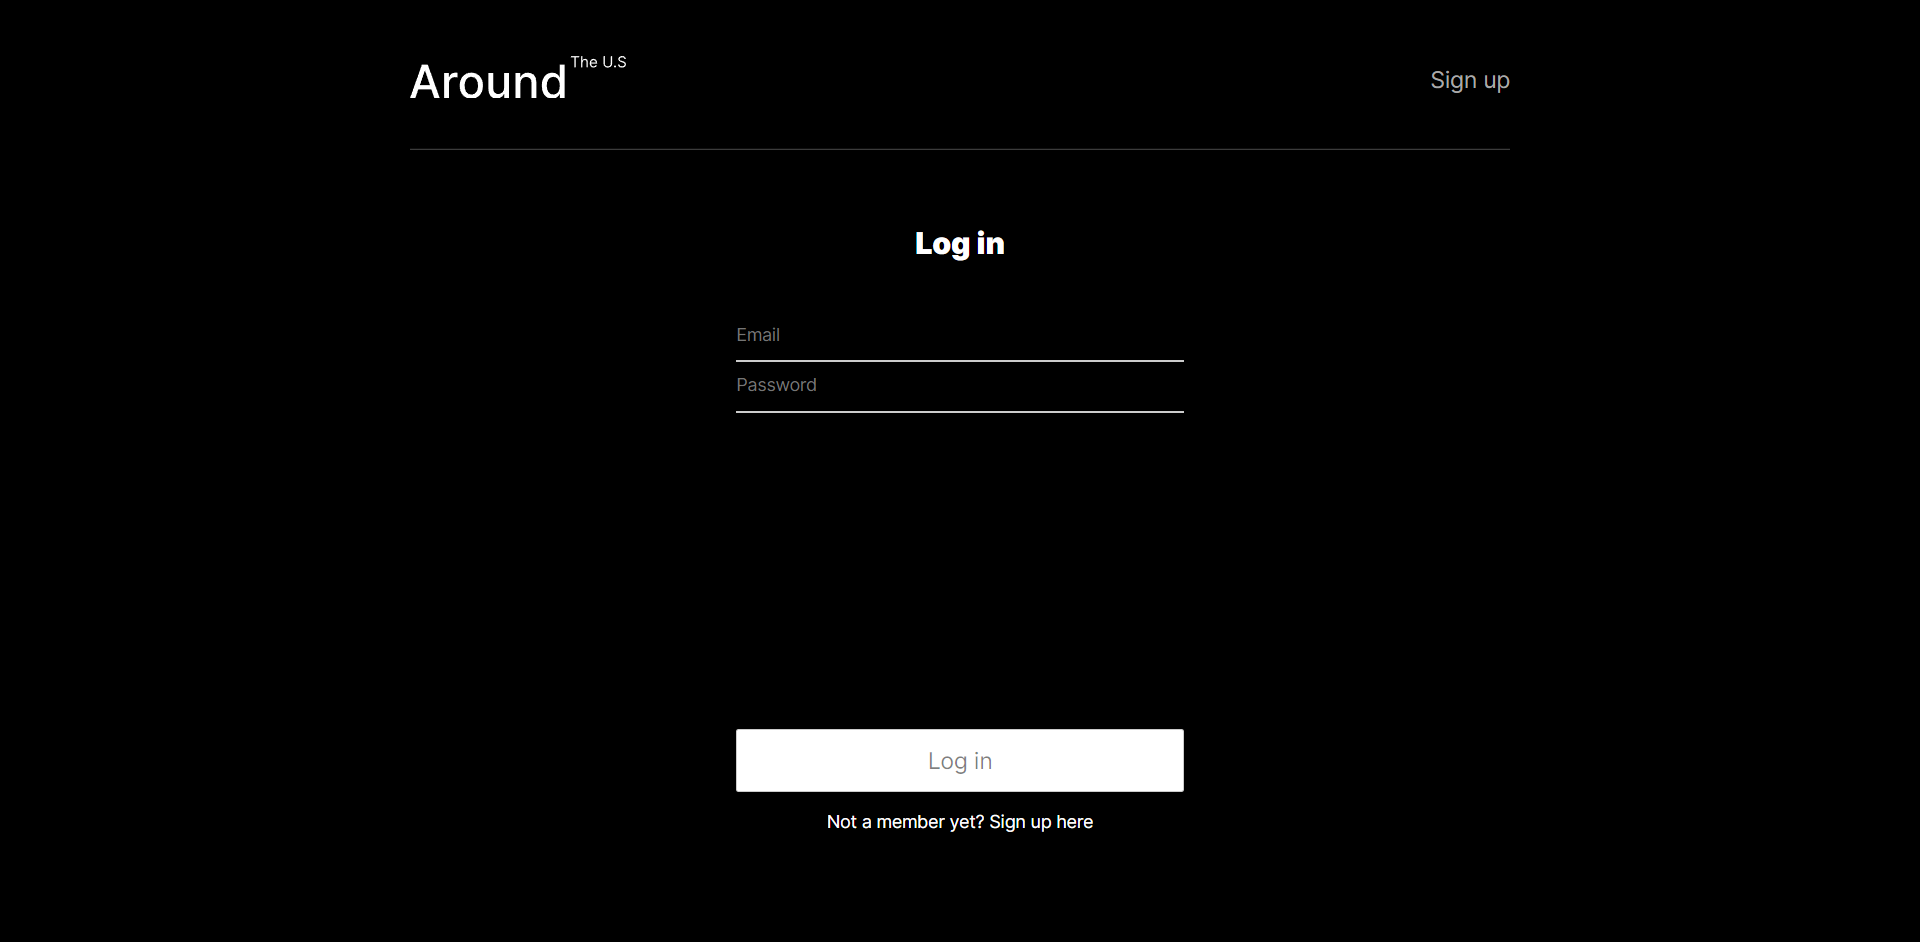 Around The U.S
Sign up
Log in
Email
Password
Log in
Not a member yet? Sign up here